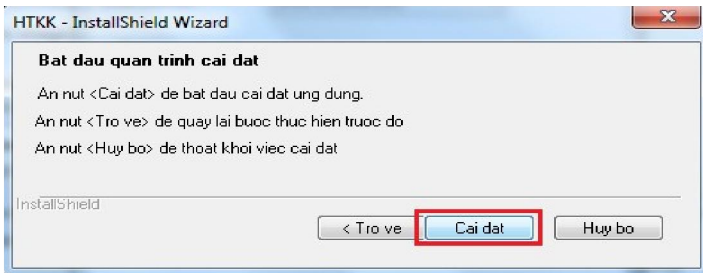 HTKK - InstallShield Wizard
Bat dau quan trinh cai dat
An nut <Cai dat> de bat dau cai dat ung dung.
An nut <Tro ve> de quay lai buoc thuc hien truoc do
An nut <Huy bo> de thoat khoi viec cai dat
InstallShield
< Tro ve
Cai dat
Huy bo